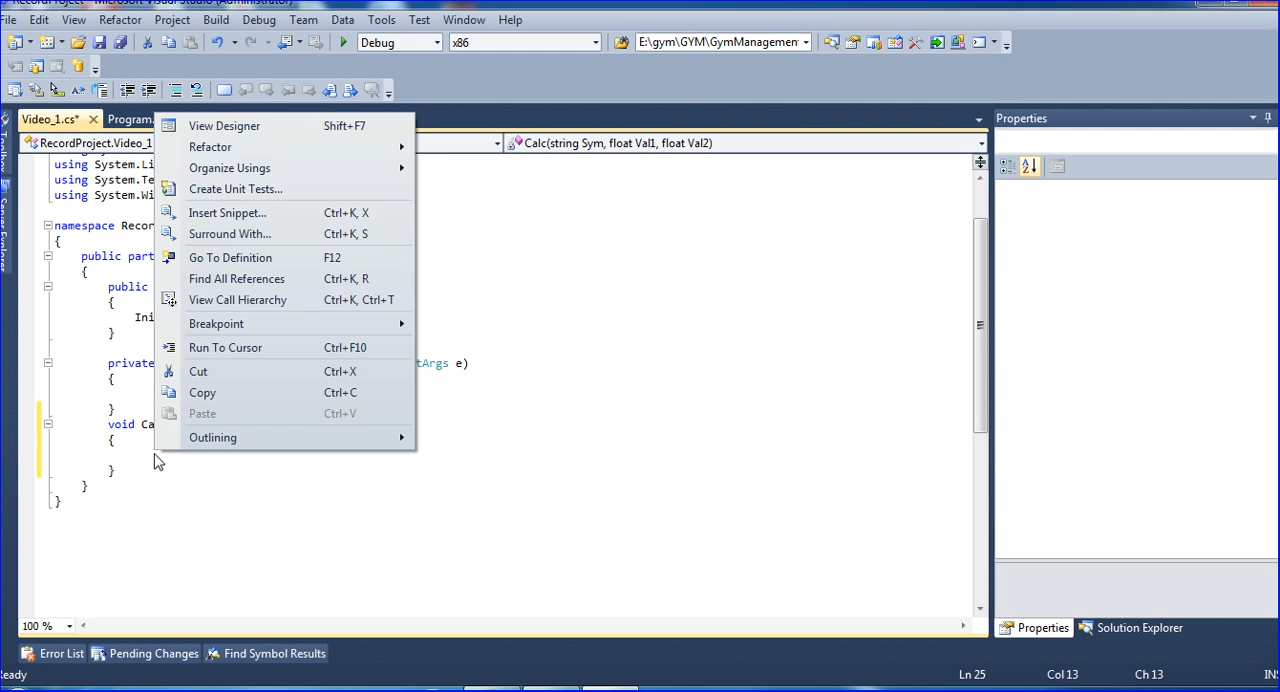 RecordProject - Microsoft Visual Studio (Administrator)
File Edit View Refactor Project Build Debug Team Data Tools Test Window Help
Debug x86 E:\gym\GYM\GymManagemen
Video_1.cs* Program.
RecordProject.Video_1 Calc(string Sym, float Val1, float Val2)
Properties
View Designer Shift+F7
Refactor
Organize Usings
Create Unit Tests...
Insert Snippet... Ctrl+K, X
Surround With... Ctrl+K, S
Go To Definition F12
Find All References Ctrl+K, R
View Call Hierarchy Ctrl+K, Ctrl+T
Breakpoint
Run To Cursor Ctrl+F10
Cut Ctrl+X
Copy Ctrl+C
Paste Ctrl+V
Outlining
using System.Li
using System.Te
using System.Wi
namespace Recor
{
public part
{
public
{
Ini
}
private tArgs e)
{
}
void Ca
{
}
}
}
100 %
Toolbox
Server Explorer
Properties Solution Explorer
Error List Pending Changes Find Symbol Results
Ready Ln 25 Col 13 Ch 13 INS